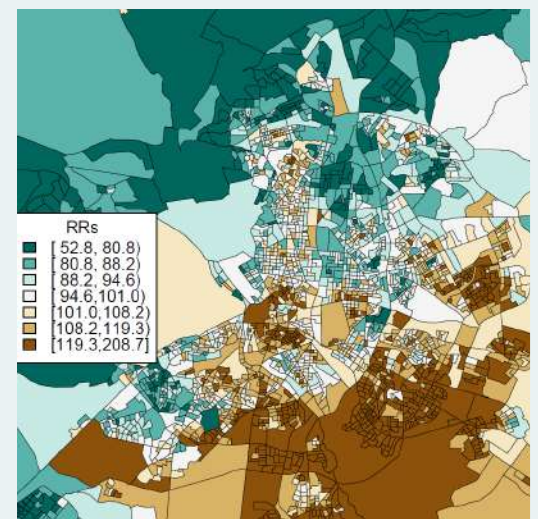 RRs
[ 52.8, 80.8)
[ 80.8, 88.2)
[ 88.2, 94.6)
[ 94.6,101.0)
[101.0,108.2)
[108.2,119.3)
[119.3,208.7]